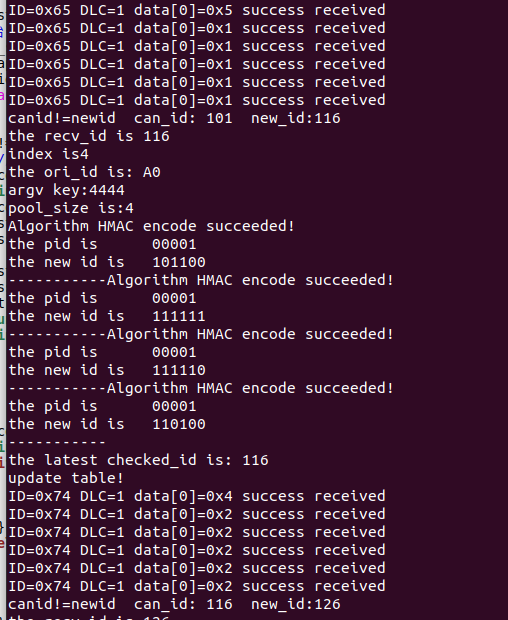 ID=0x65 DLC=1 data[0]=0x5 success received
ID=0x65 DLC=1 data[0]=0x1 success received
ID=0x65 DLC=1 data[0]=0x1 success received
ID=0x65 DLC=1 data[0]=0x1 success received
ID=0x65 DLC=1 data[0]=0x1 success received
ID=0x65 DLC=1 data[0]=0x1 success received
canid!=newid  can_id: 101  new_id:116
the recv_id is 116
index is4
the ori_id is: A0
argv key:4444
pool_size is:4
Algorithm HMAC encode succeeded!
the pid is      00001
the new id is   101100
-----------Algorithm HMAC encode succeeded!
the pid is      00001
the new id is   111111
-----------Algorithm HMAC encode succeeded!
the pid is      00001
the new id is   111110
-----------Algorithm HMAC encode succeeded!
the pid is      00001
the new id is   110100
-----------
the latest checked_id is: 116
update table!
ID=0x74 DLC=1 data[0]=0x4 success received
ID=0x74 DLC=1 data[0]=0x2 success received
ID=0x74 DLC=1 data[0]=0x2 success received
ID=0x74 DLC=1 data[0]=0x2 success received
ID=0x74 DLC=1 data[0]=0x2 success received
ID=0x74 DLC=1 data[0]=0x2 success received
canid!=newid  can_id: 116  new_id:126